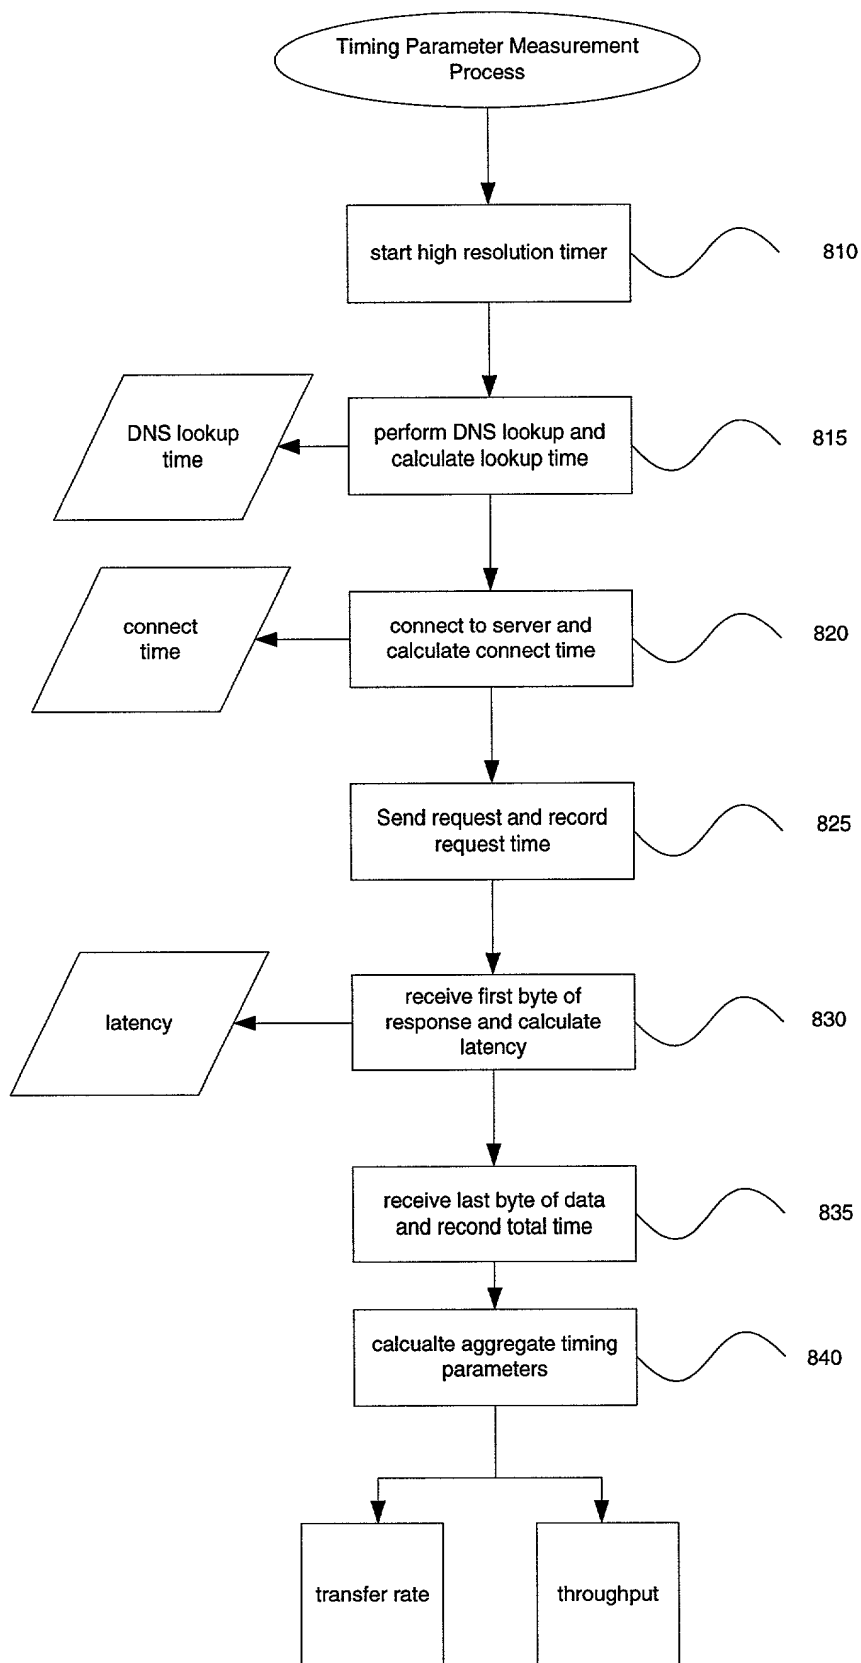 Timing Parameter Measurement
Process
start high resolution timer
810
DNS lookup
time
perform DNS lookup and
calculate lookup time
815
connect
time
connect to server and
calculate connect time
820
Send request and record
request time
825
latency
receive first byte of
response and calculate
latency
830
receive last byte of data
and recond total time
835
calcualte aggregate timing
parameters
840
transfer rate
throughput